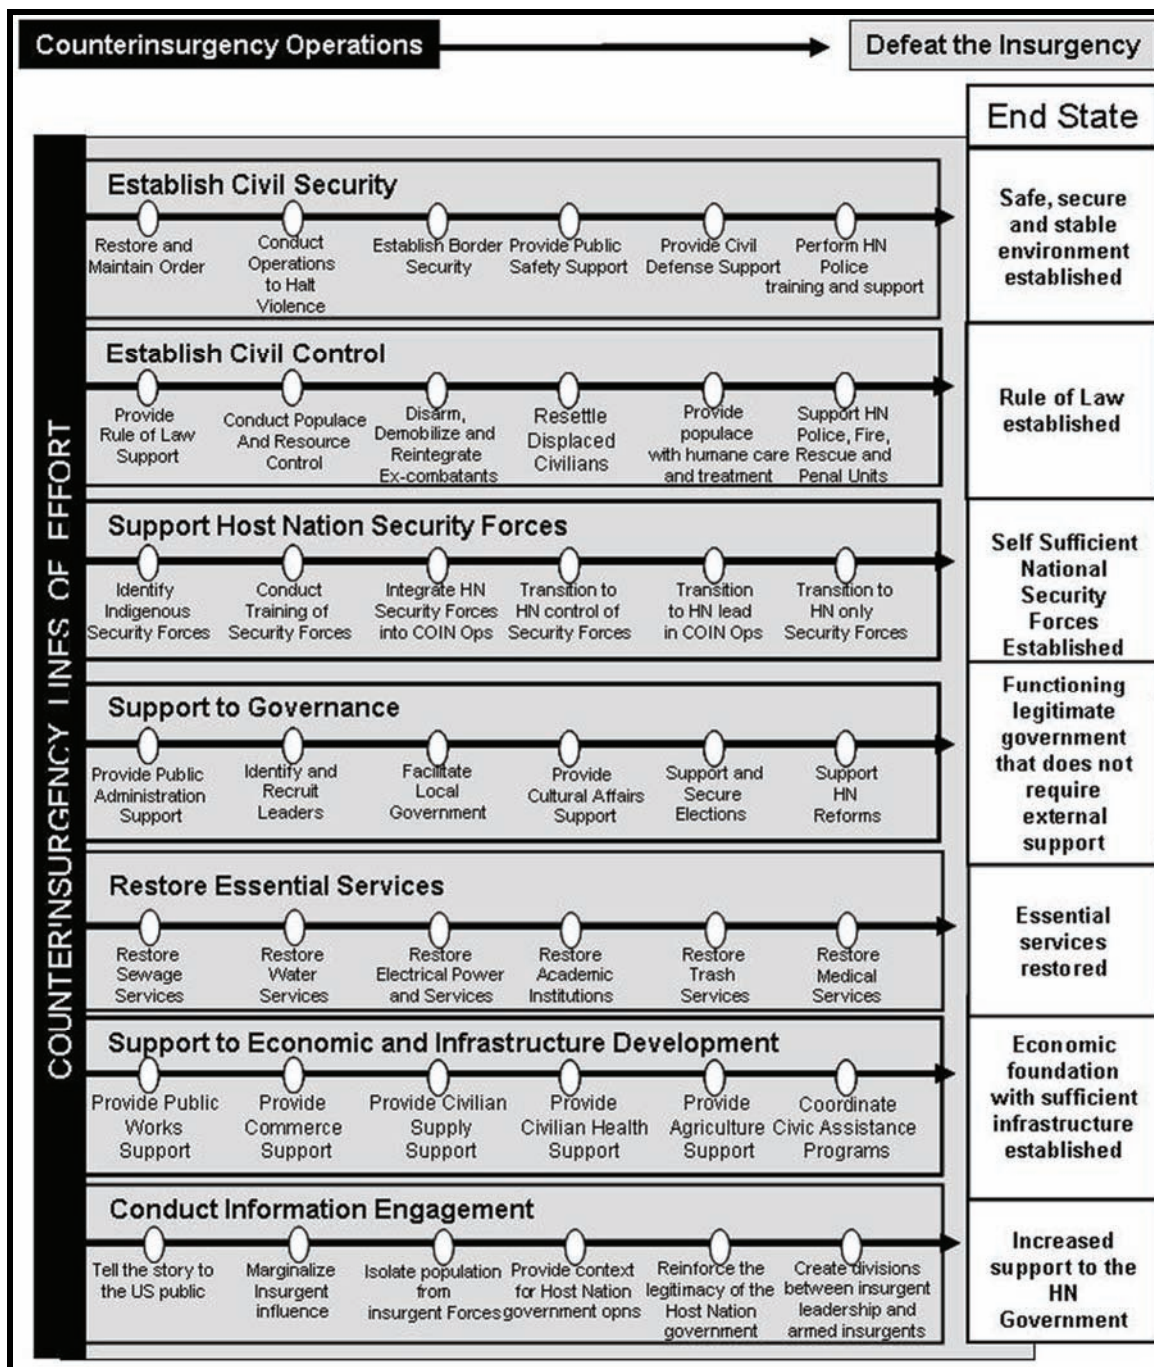 Counterinsurgency Operations
Defeat the Insurgency
End State
COUNTERINSURGENCY LINES OF EFFORT
Establish Civil Security
Restore and
Maintain Order
Conduct
Operations
to Halt
Violence
Establish Border
Security
Provide Public
Safety Support
Provide Civil
Defense Support
Perform HN
Police
training and support
Safe, secure
and stable
environment
established
Establish Civil Control
Provide
Rule of Law
Support
Conduct Populace
And Resource
Control
Disarm,
Demobilize and
Reintegrate
Ex-combatants
Resettle
Displaced
Civilians
Provide
populace
with humane care
and treatment
Support HN
Police, Fire,
Rescue and
Penal Units
Rule of Law
established
Support Host Nation Security Forces
Identify
Indigenous
Security Forces
Conduct
Training of
Security Forces
Integrate HN
Security Forces
into COIN Ops
Transition to
HN control of
Security Forces
Transition
to HN lead
in COIN Ops
Transition to
HN only
Security Forces
Self Sufficient
National
Security
Forces
Established
Support to Governance
Provide Public
Administration
Support
Identify and
Recruit
Leaders
Facilitate
Local
Government
Provide
Cultural Affairs
Support
Support and
Secure
Elections
Support
HN
Reforms
Functioning
legitimate
government
that does not
require
external
support
Restore Essential Services
Restore
Sewage
Services
Restore
Water
Services
Restore
Electrical Power
and Services
Restore
Academic
Institutions
Restore
Trash
Services
Restore
Medical
Services
Essential
services
restored
Support to Economic and Infrastructure Development
Provide Public
Works
Support
Provide
Commerce
Support
Provide Civilian
Supply
Support
Provide
Civilian Health
Support
Provide
Agriculture
Support
Coordinate
Civic Assistance
Programs
Economic
foundation
with sufficient
infrastructure
established
Conduct Information Engagement
Tell the story to
the US public
Marginalize
Insurgent
influence
Isolate population
from
insurgent Forces
Provide context
for Host Nation
government opns
Reinforce the
legitimacy of the
Host Nation
government
Create divisions
between insurgent
leadership and
armed insurgents
Increased
support to the
HN
Government